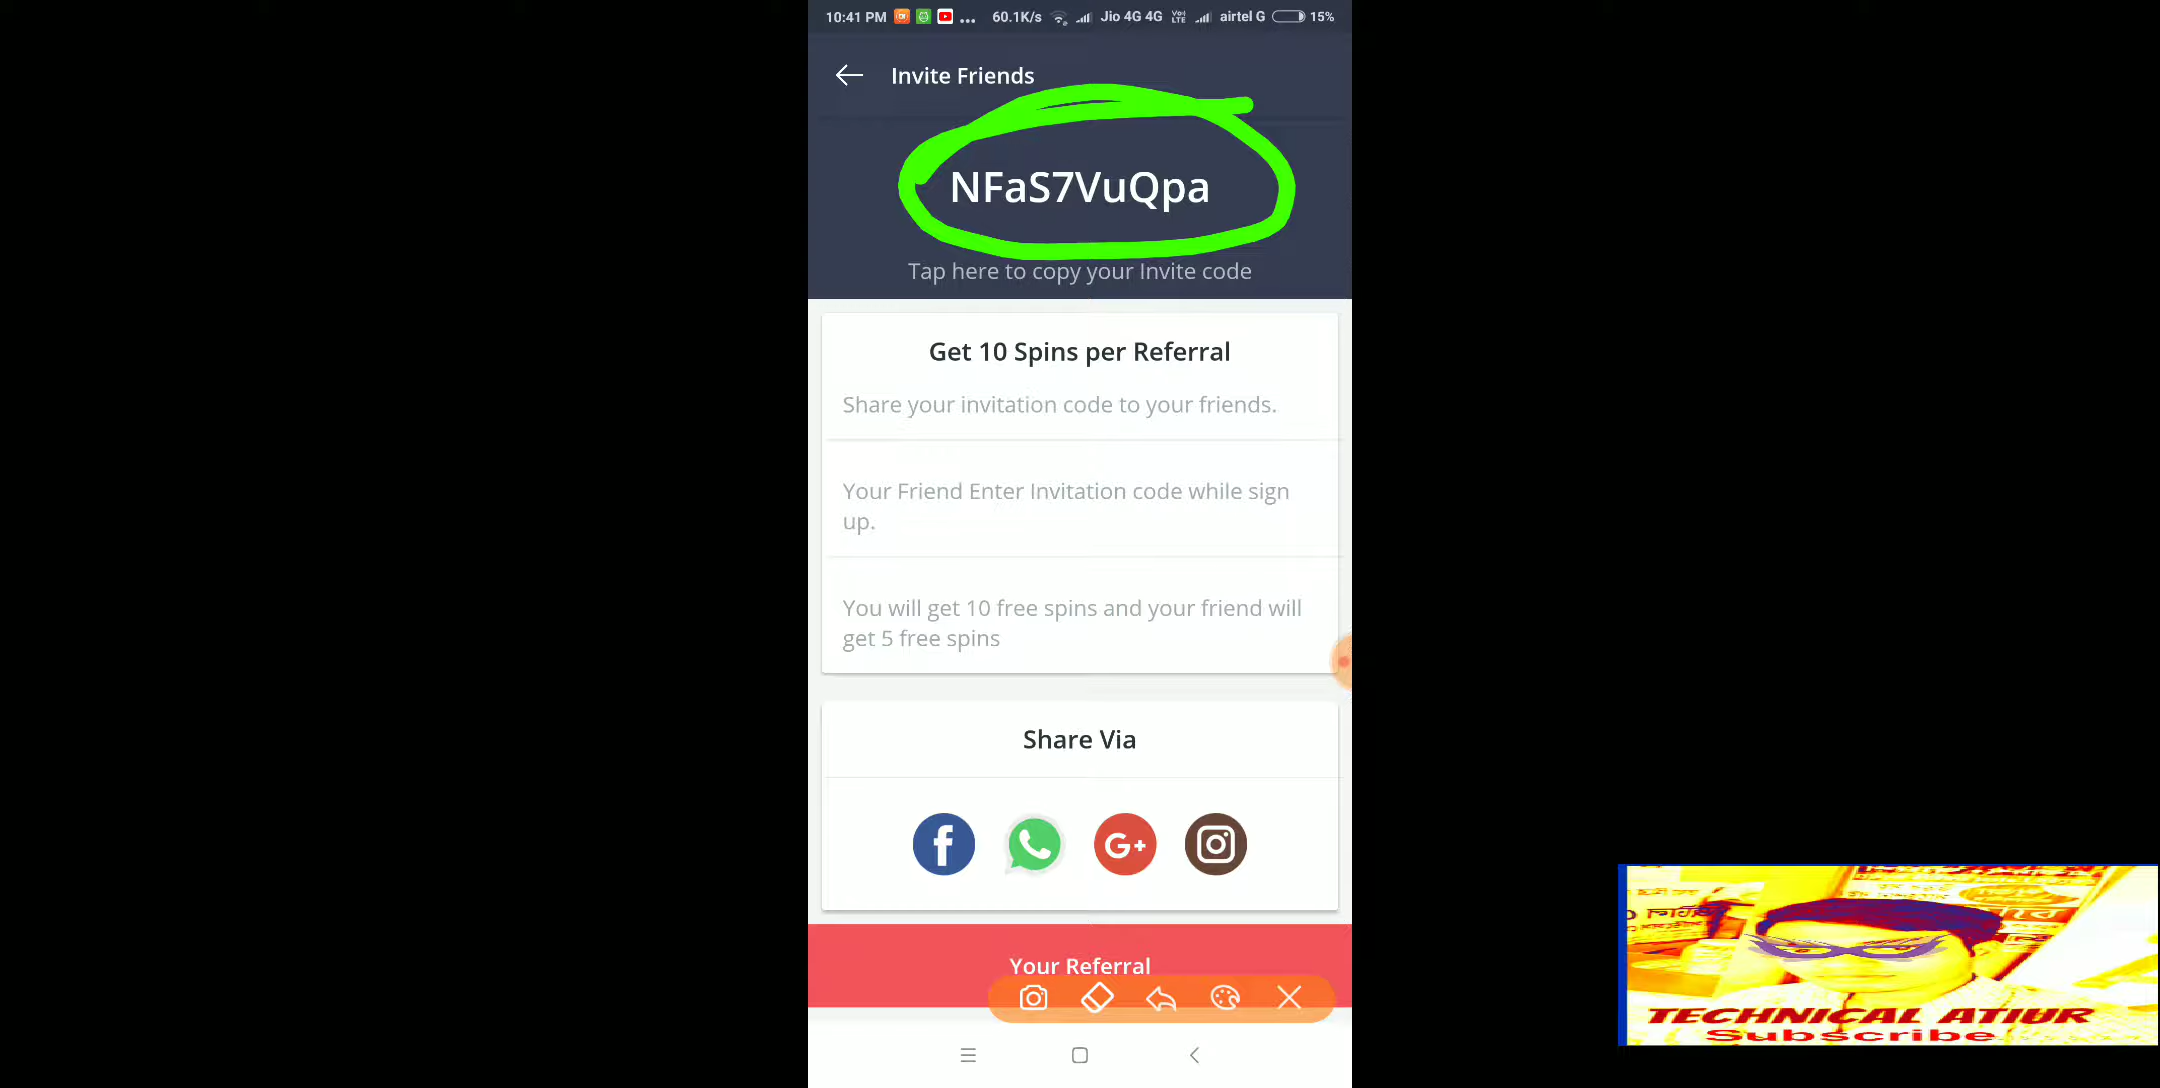 10:41 PM ... 60.1K/s Jio 4G 4G Vo) LTE airtel G 15%
Invite Friends
NFaS7VuQpa
Tap here to copy your Invite code
Get 10 Spins per Referral
Share your invitation code to your friends.
Your Friend Enter Invitation code while sign
up.
You will get 10 free spins and your friend will
get 5 free spins
Share Via
f G+
Your Referral
TECHNICAL ATIUR
Subscribe